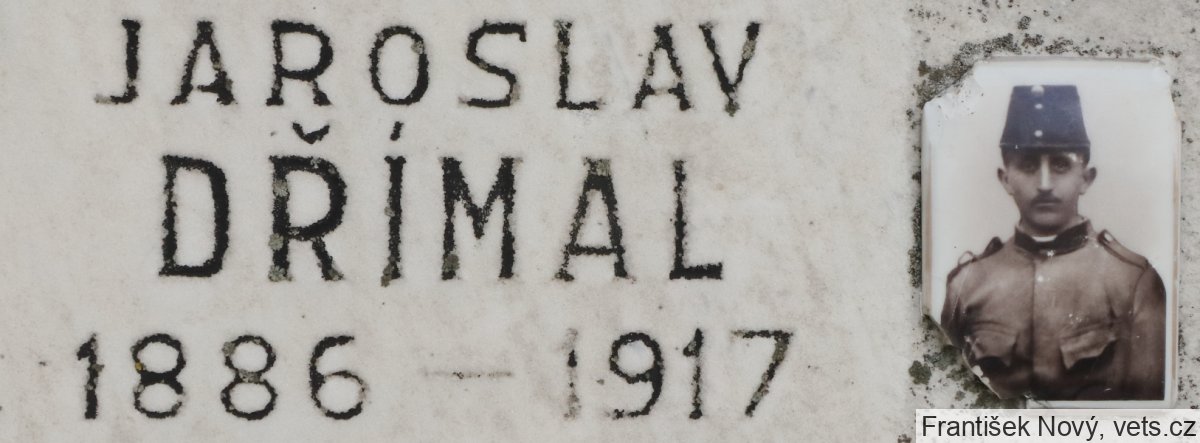 JAROSLAV
DŘÍMAL
1886 — 1917
František Nový, vets.cz